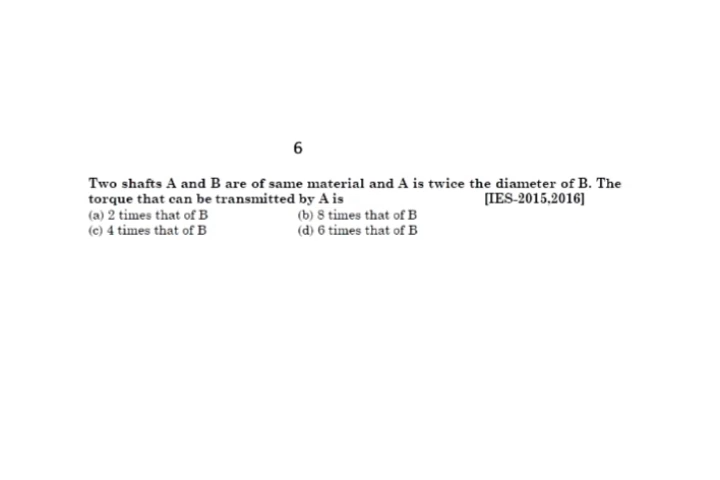 6
Two shafts A and B are of same material and A is twice the diameter of B. The
torque that can be transmitted by A is [IES-2015,2016]
(a) 2 times that of B (b) 8 times that of B
(c) 4 times that of B (d) 6 times that of B